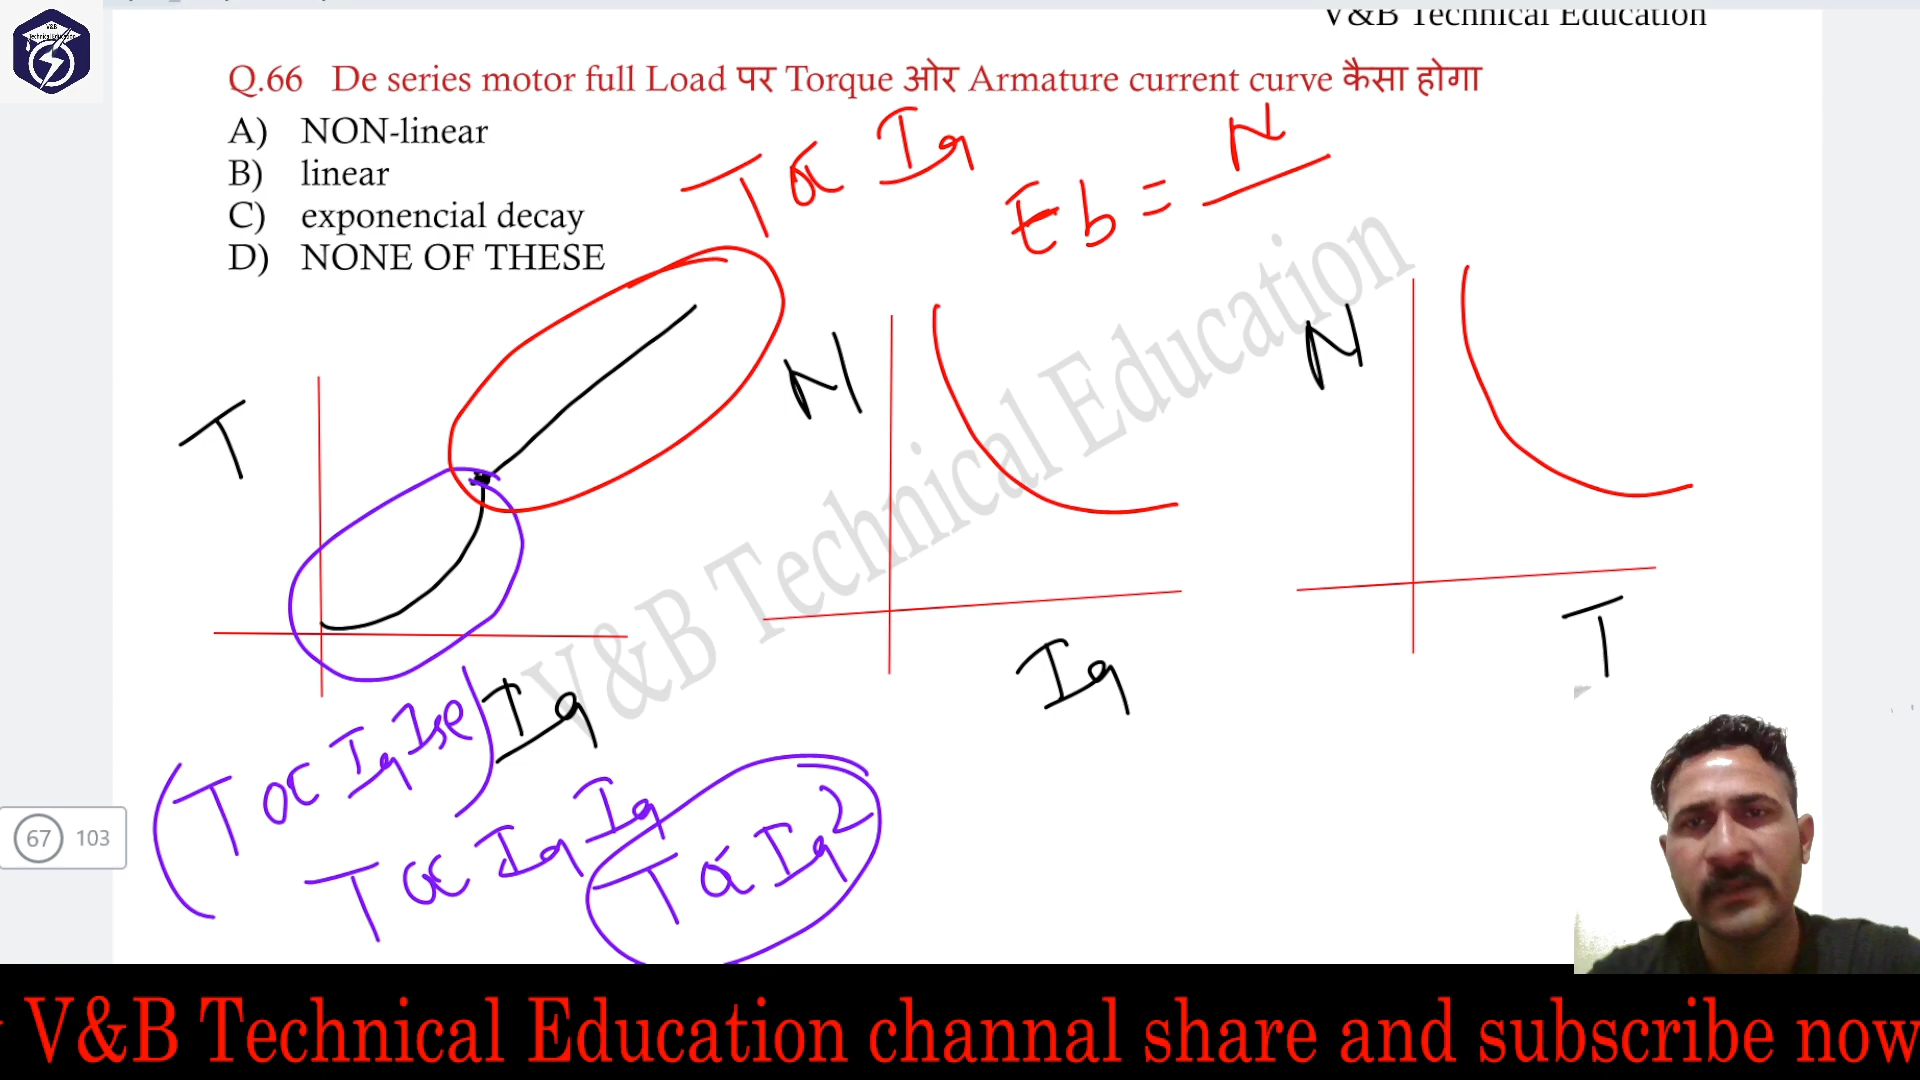 V&B Technical Education
V&B
Technical Education
Q.66 De series motor full Load पर Torque ओर Armature current curve कैसा होगा
A) NON-linear
B) linear
C) exponencial decay
D) NONE OF THESE
T ∝ Ia
Eb = N
T
N
N
Ia
Ia
T
(T ∝ Ia Ise)
T ∝ Ia Ia
T ∝ Ia²
V&B Technical Education
67 103
V&B Technical Education channal share and subscribe now